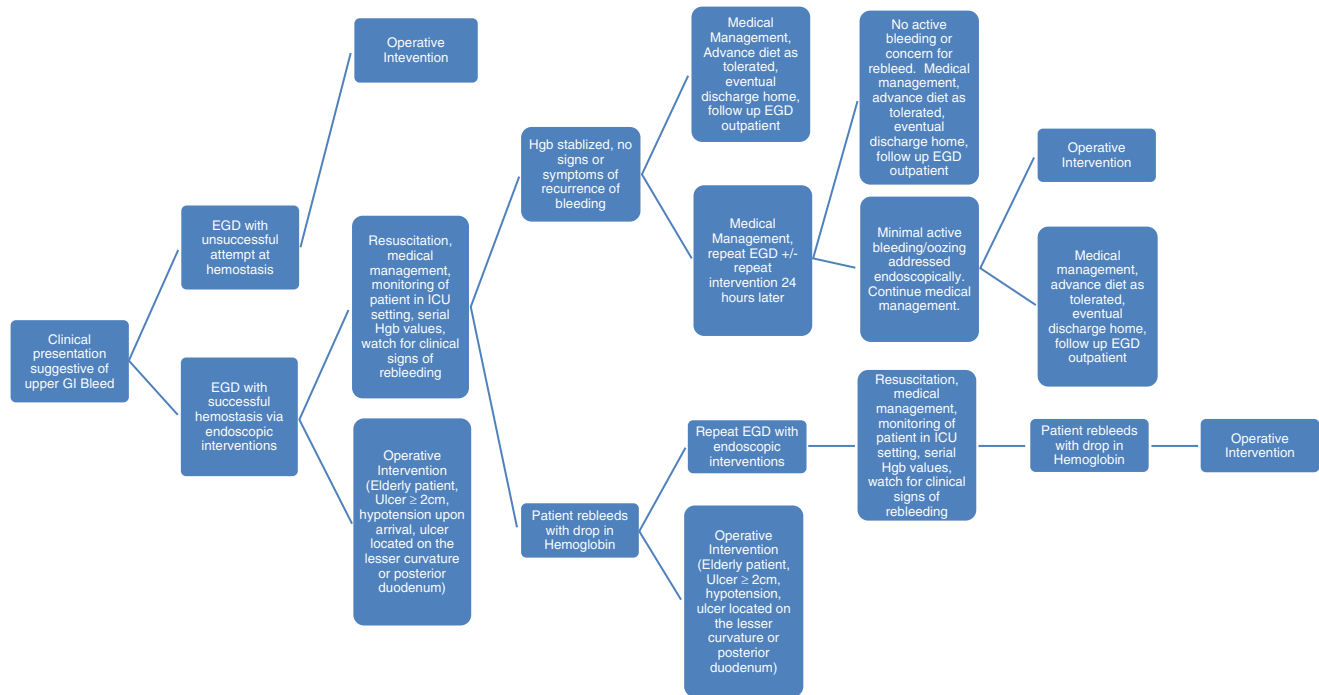 Clinical
presentation
suggestive of
upper GI Bleed
EGD with
unsuccessful
attempt at
hemostasis
EGD with
successful
hemostasis via
endoscopic
interventions
Operative
Intevention
Resuscitation,
medical
management,
monitoring of
patient in ICU
setting, serial
Hgb values,
watch for clinical
signs of
rebleeding
Operative
Intervention
(Elderly patient,
Ulcer ≥ 2cm,
hypotension upon
arrival, ulcer
located on the
lesser curvature
or posterior
duodenum)
Hgb stablized, no
signs or
symptoms of
recurrence of
bleeding
Patient rebleeds
with drop in
Hemoglobin
Medical
Management,
Advance diet as
tolerated,
eventual
discharge home,
follow up EGD
outpatient
Medical
Management,
repeat EGD +/-
repeat
intervention 24
hours later
Repeat EGD with
endoscopic
interventions
Operative
Intervention
(Elderly patient,
Ulcer ≥ 2cm,
hypotension,
ulcer located on
the lesser
curvature or
posterior
duodenum)
No active
bleeding or
concern for
rebleed. Medical
management,
advance diet as
tolerated,
eventual
discharge home,
follow up EGD
outpatient
Minimal active
bleeding/oozing
addressed
endoscopically.
Continue medical
management.
Resuscitation,
medical
management,
monitoring of
patient in ICU
setting, serial
Hgb values,
watch for clinical
signs of
rebleeding
Operative
Intervention
Medical
management,
advance diet as
tolerated,
eventual
discharge home,
follow up EGD
outpatient
Patient rebleeds
with drop in
Hemoglobin
Operative
Intervention